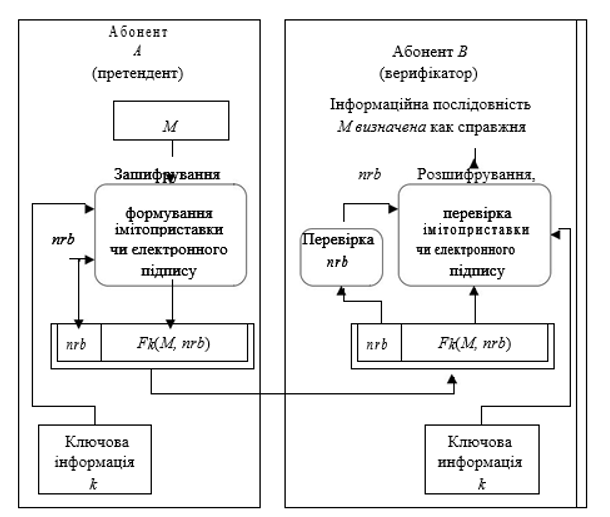 Абонент
A
(претендент)
M
Зашифрування
формування
імітоприставки
чи електронного
підпису
nrb
nrb
Fk(M, nrb)
Ключова
інформація
k
Абонент B
(верифікатор)
Інформаційна послідовність
M визначена як справжня
nrb
Розшифрування,
перевірка
імітоприставки
чи електронного
підпису
Перевірка
nrb
nrb
Fk(M, nrb)
Ключова
информація
k